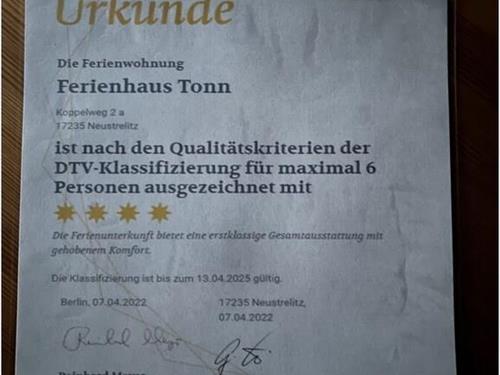 Urkunde
Die Ferienwohnung
Ferienhaus Tonn
Koppelweg 2 a
17235 Neustrelitz
ist nach den Qualitätskriterien der
DTV-Klassifizierung für maximal 6
Personen ausgezeichnet mit
Die Ferienunterkunft bietet eine erstklassige Gesamtausstattung mit
gehobenem Komfort.
Die Klassifizierung ist bis zum 13.04.2025 gültig.
Berlin, 07.04.2022
17235 Neustrelitz,
07.04.2022